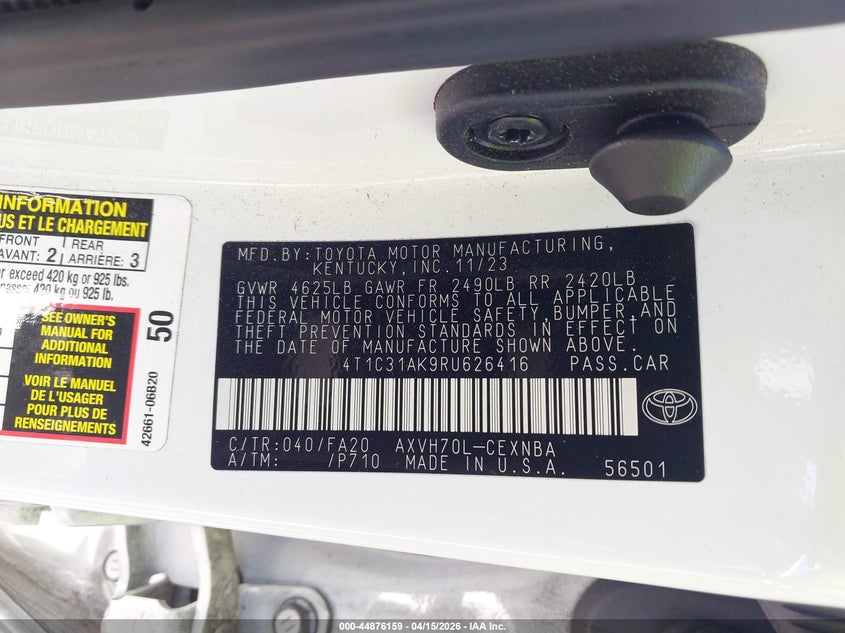 INFORMATION
US ET LE CHARGEMENT
FRONT
AVANT: 2
REAR
ARRIÈRE: 3
exceed 420 kg or 925 lbs.
420 kg ou 925 lb.
SEE OWNER'S
MANUAL FOR
ADDITIONAL
INFORMATION
VOIR LE MANUEL
DE L'USAGER
POUR PLUS DE
RENSEIGNEMENTS
50
42661-06B20
MFD.BY:TOYOTA MOTOR MANUFACTURING,
KENTUCKY,INC.11/23
GVWR 4625LB GAWR FR 2490LB RR 2420LB
THIS VEHICLE CONFORMS TO ALL APPLICABLE
FEDERAL MOTOR VEHICLE SAFETY,BUMPER,AND
THEFT PREVENTION STANDARDS IN EFFECT ON
THE DATE OF MANUFACTURE SHOWN ABOVE.
4T1C31AK9RU626416 PASS.CAR
C/TR:040/FA20 AXVH70L-CEXNBA
A/TM: /P710 MADE IN U.S.A. 56501
000-44876159 - 04/15/2026 - IAA Inc.